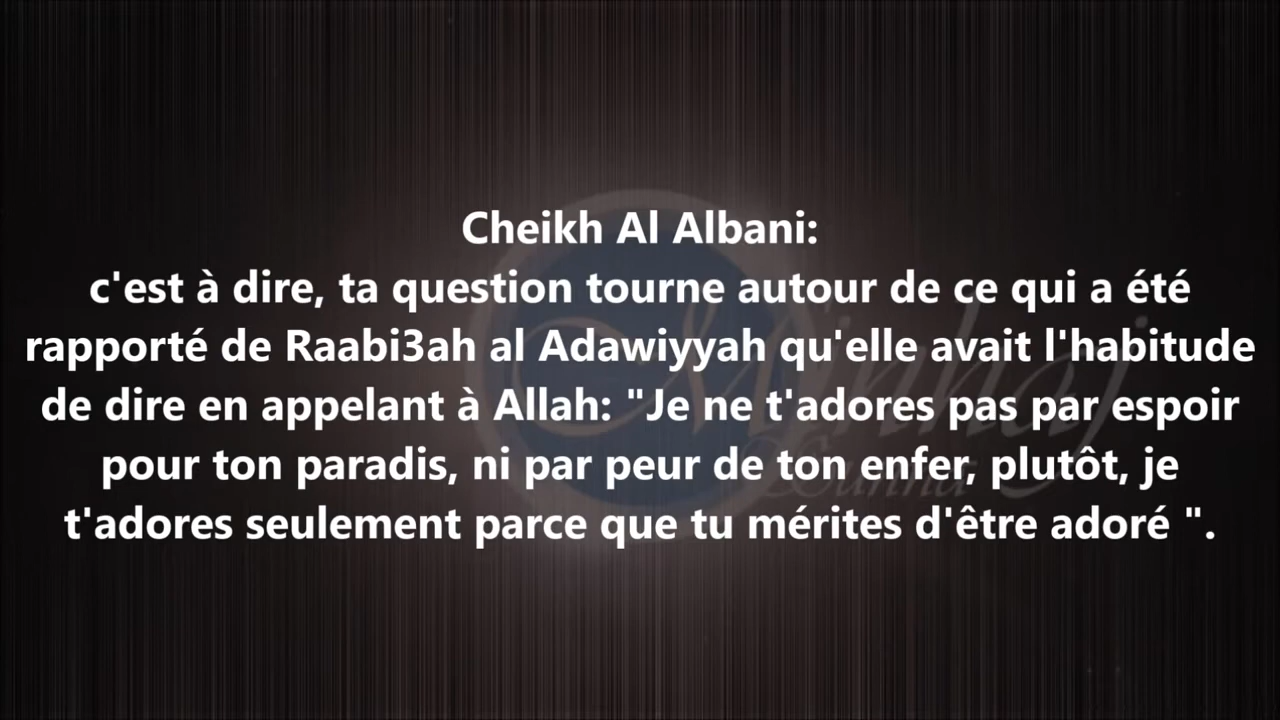 Cheikh Al Albani:
c'est à dire, ta question tourne autour de ce qui a été
rapporté de Raabi3ah al Adawiyyah qu'elle avait l'habitude
de dire en appelant à Allah: "Je ne t'adores pas par espoir
pour ton paradis, ni par peur de ton enfer, plutôt, je
t'adores seulement parce que tu mérites d'être adoré ".
Minhaj
Sunna